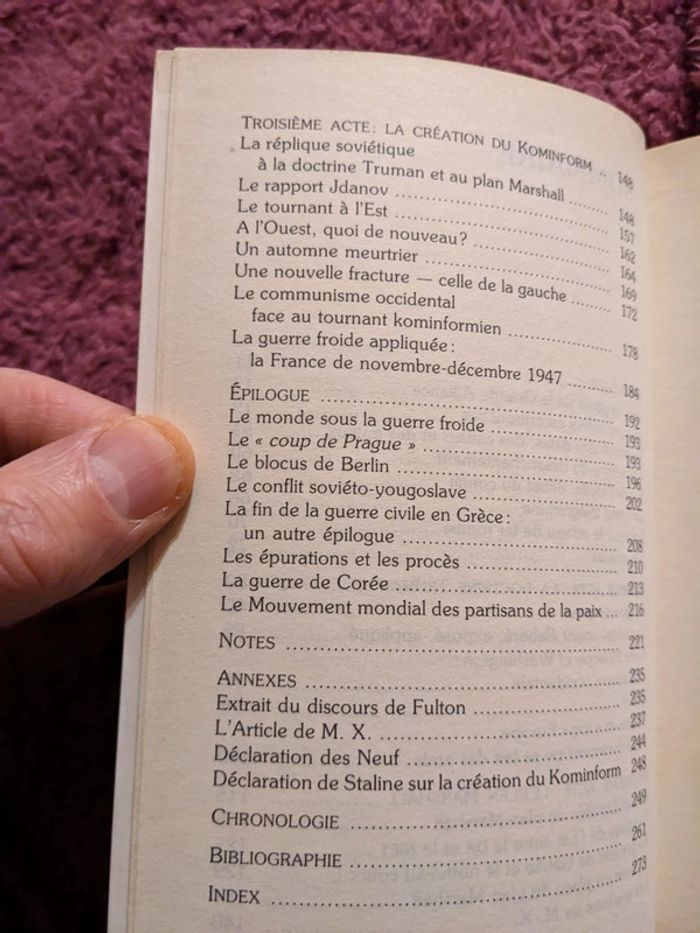 TROISIÈME ACTE : LA CRÉATION DU KOMINFORM .. 148
La réplique soviétique
à la doctrine Truman et au plan Marshall ........ 148
Le rapport Jdanov ........ 157
Le tournant à l'Est ........ 162
A l'Ouest, quoi de nouveau ? ........ 164
Un automne meurtrier ........ 169
Une nouvelle fracture — celle de la gauche ........ 172
Le communisme occidental
face au tournant kominformien ........ 178
La guerre froide appliquée :
la France de novembre-décembre 1947 ........ 184
ÉPILOGUE ........ 192
Le monde sous la guerre froide ........ 193
Le « coup de Prague » ........ 193
Le blocus de Berlin ........ 196
Le conflit soviéto-yougoslave ........ 202
La fin de la guerre civile en Grèce :
un autre épilogue ........ 208
Les épurations et les procès ........ 210
La guerre de Corée ........ 213
Le Mouvement mondial des partisans de la paix ... 216
NOTES ........ 221
ANNEXES ........ 235
Extrait du discours de Fulton ........ 235
L'Article de M. X. ........ 237
Déclaration des Neuf ........ 244
Déclaration de Staline sur la création du Kominform 248
CHRONOLOGIE ........ 249
BIBLIOGRAPHIE ........ 261
INDEX ........ 273